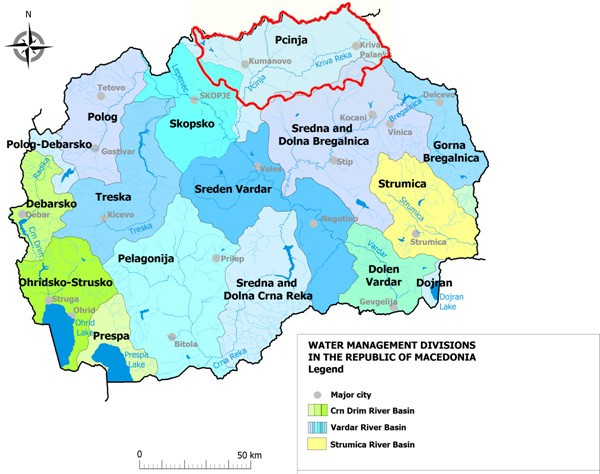 N
Pcinja
Kumanovo
Kriva Reka
Kriva
Palank
Pcinja
Lepenec
SKOPJE
Skopsko
Tetovo
Polog
Gostivar
Polog-Debarsko
Radika
Sredna and
Dolna Bregalnica
Kocani
Vinica
Bregalnica
Delcevo
Stip
Gorna
Bregalnica
Veles
Sreden Vardar
Treska
Kicevo
Treska
Debarsko
Debar
Crn Drim
Strumica
Strumica
Strumica
Negotino
Vardar
Pelagonija
Prilep
Ohridsko-Strusko
Struga
Ohrid
Ohrid
Lake
Prespa
Prespa
Lake
Bitola
Crna Reka
Sredna and
Dolna Crna Reka
Dolen
Vardar
Gevgelija
Dojran
Dojran
Lake
WATER MANAGEMENT DIVISIONS
IN THE REPUBLIC OF MACEDONIA
Legend
Major city
Crn Drim River Basin
Vardar River Basin
Strumica River Basin
0 50 km